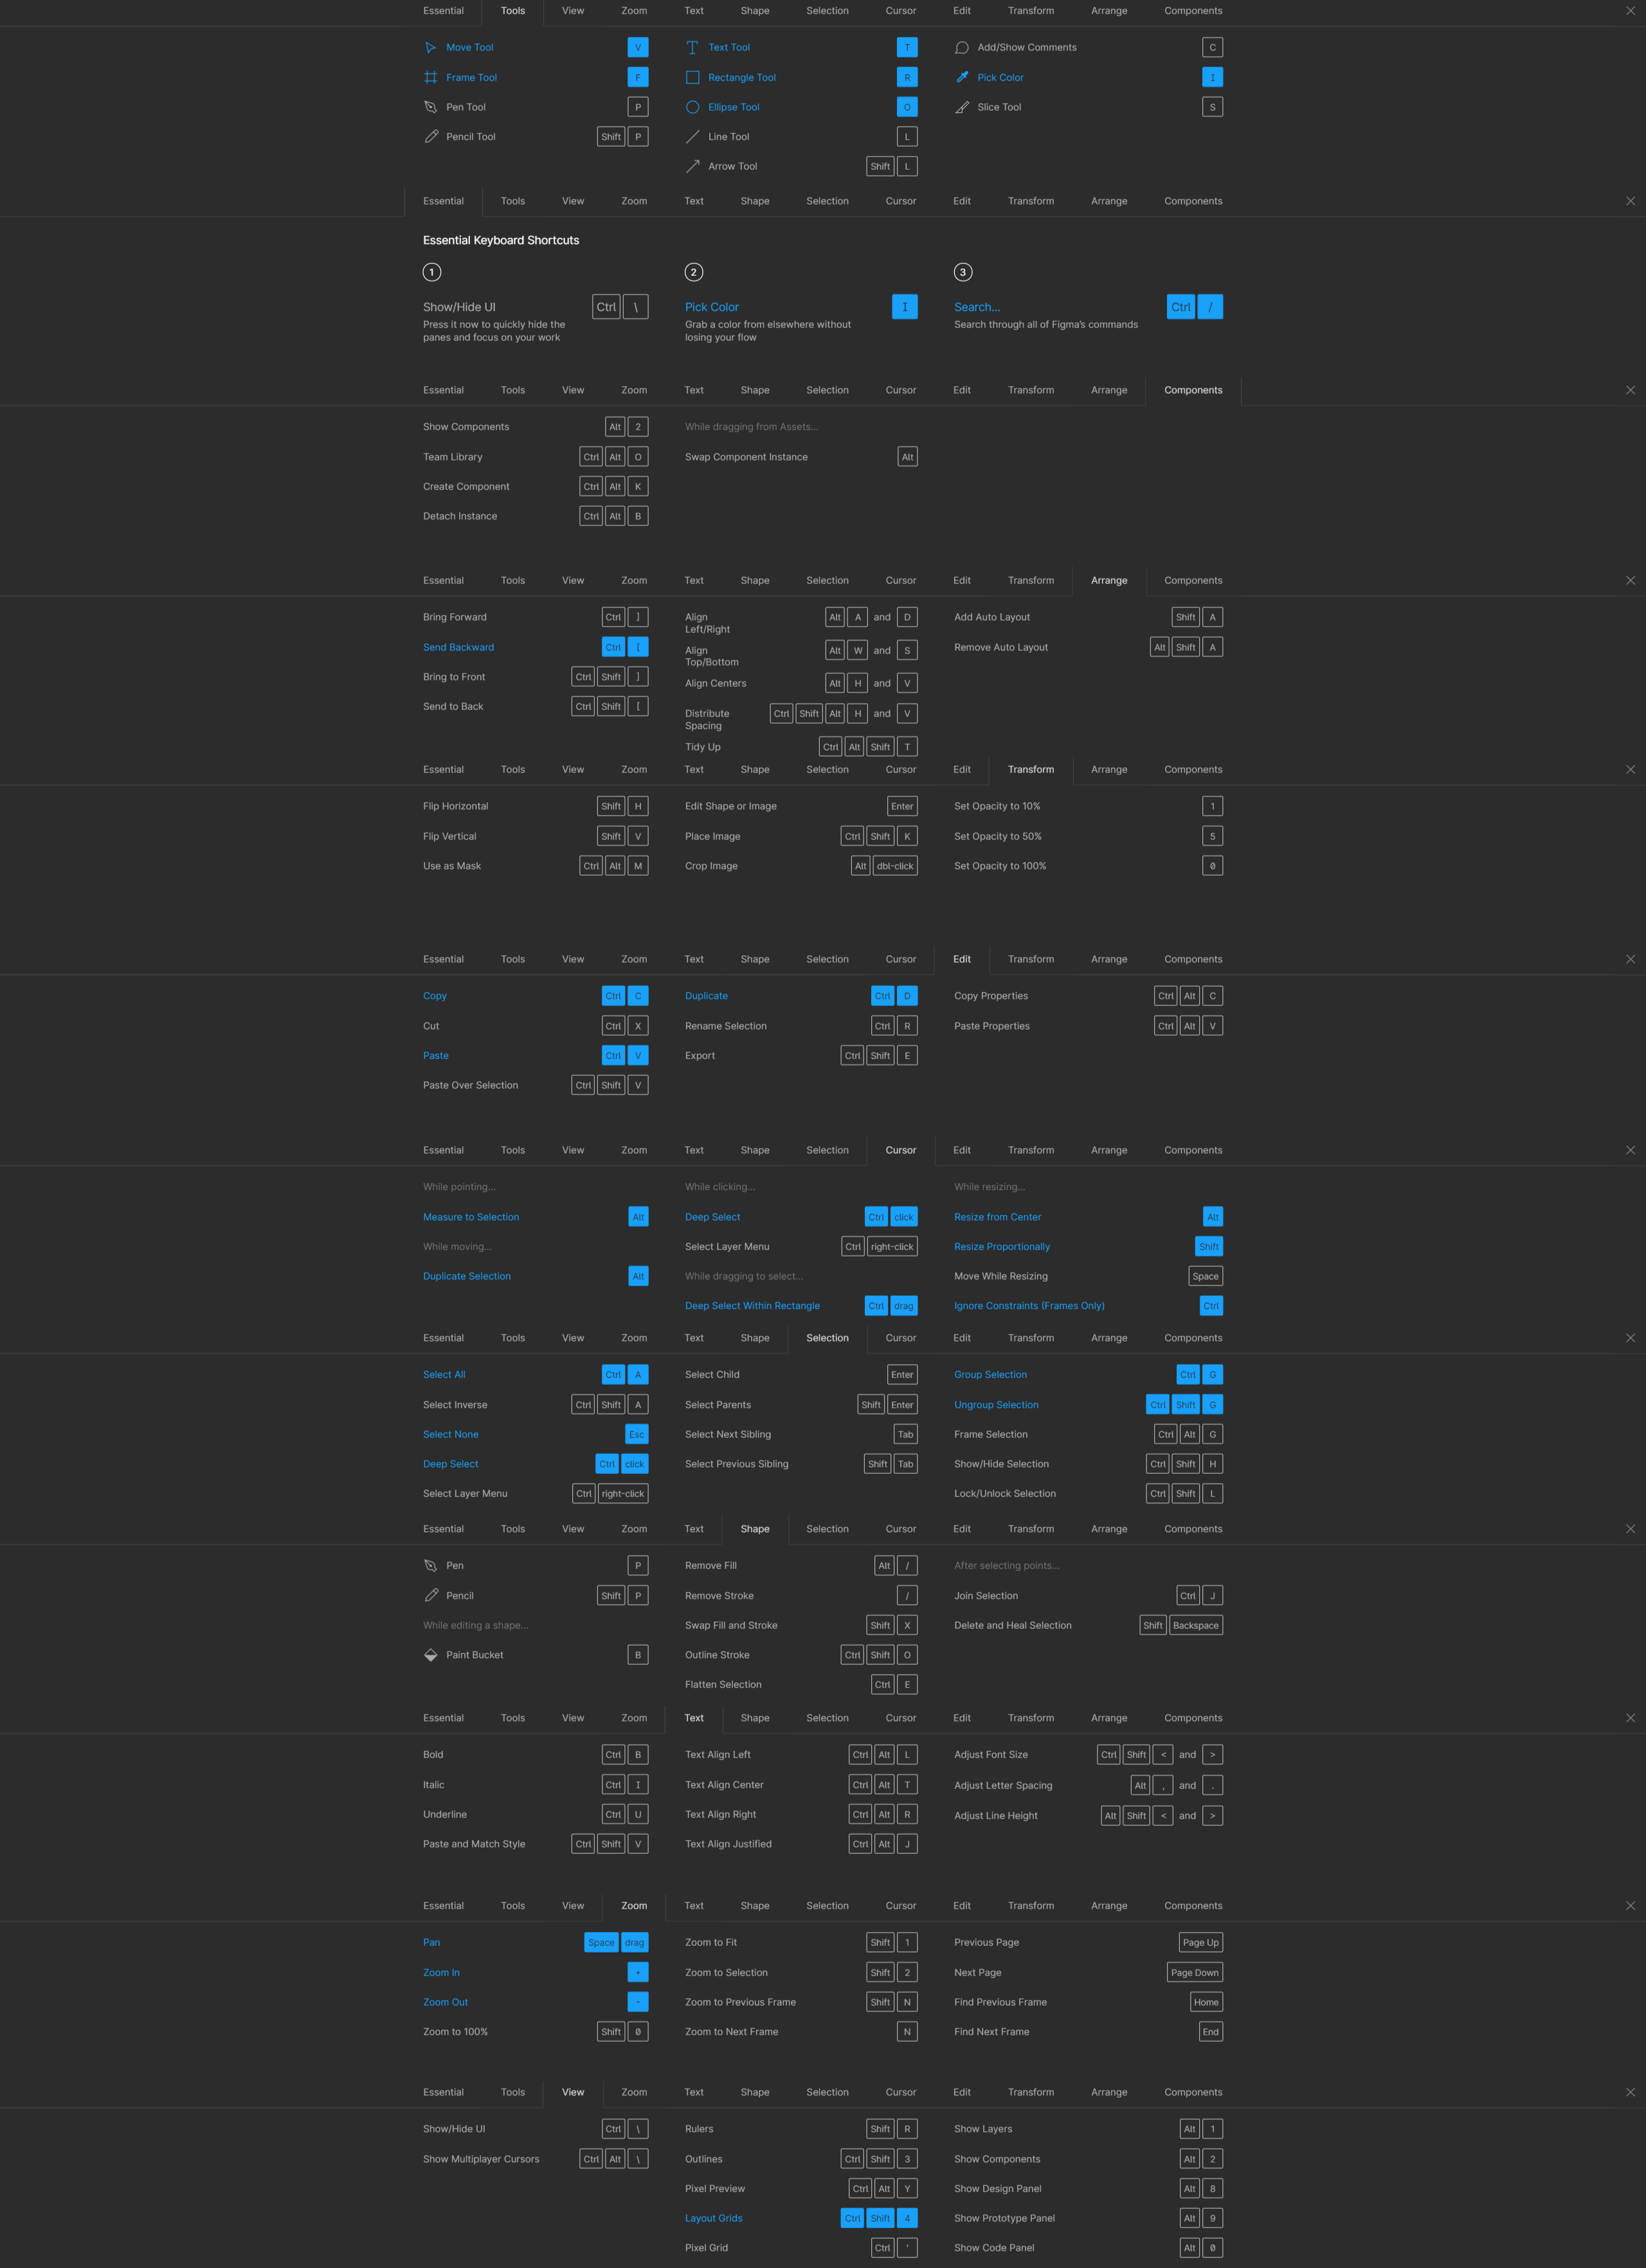 Essential Tools View Zoom Text Shape Selection Cursor Edit Transform Arrange Components
Move Tool V Text Tool T Add/Show Comments C
Frame Tool F Rectangle Tool R Pick Color I
Pen Tool P Ellipse Tool O Slice Tool S
Pencil Tool Shift P Line Tool L
Arrow Tool Shift L
Essential Tools View Zoom Text Shape Selection Cursor Edit Transform Arrange Components
Essential Keyboard Shortcuts
1 2 3
Show/Hide UI Ctrl \ Pick Color I Search... Ctrl /
Press it now to quickly hide the Grab a color from elsewhere without Search through all of Figma's commands
panes and focus on your work losing your flow
Essential Tools View Zoom Text Shape Selection Cursor Edit Transform Arrange Components
Show Components Alt 2 While dragging from Assets...
Team Library Ctrl Alt O Swap Component Instance Alt
Create Component Ctrl Alt K
Detach Instance Ctrl Alt B
Essential Tools View Zoom Text Shape Selection Cursor Edit Transform Arrange Components
Bring Forward Ctrl ] Align Alt A and D Add Auto Layout Shift A
Left/Right
Send Backward Ctrl [ Align Alt W and S Remove Auto Layout Alt Shift A
Top/Bottom
Bring to Front Ctrl Shift ] Align Centers Alt H and V
Send to Back Ctrl Shift [ Distribute Ctrl Shift Alt H and V
Spacing
Tidy Up Ctrl Alt Shift T
Essential Tools View Zoom Text Shape Selection Cursor Edit Transform Arrange Components
Flip Horizontal Shift H Edit Shape or Image Enter Set Opacity to 10% 1
Flip Vertical Shift V Place Image Ctrl Shift K Set Opacity to 50% 5
Use as Mask Ctrl Alt M Crop Image Alt dbl-click Set Opacity to 100% 0
Essential Tools View Zoom Text Shape Selection Cursor Edit Transform Arrange Components
Copy Ctrl C Duplicate Ctrl D Copy Properties Ctrl Alt C
Cut Ctrl X Rename Selection Ctrl R Paste Properties Ctrl Alt V
Paste Ctrl V Export Ctrl Shift E
Paste Over Selection Ctrl Shift V
Essential Tools View Zoom Text Shape Selection Cursor Edit Transform Arrange Components
While pointing... While clicking... While resizing...
Measure to Selection Alt Deep Select Ctrl click Resize from Center Alt
While moving... Select Layer Menu Ctrl right-click Resize Proportionally Shift
Duplicate Selection Alt While dragging to select... Move While Resizing Space
Deep Select Within Rectangle Ctrl drag Ignore Constraints (Frames Only) Ctrl
Essential Tools View Zoom Text Shape Selection Cursor Edit Transform Arrange Components
Select All Ctrl A Select Child Enter Group Selection Ctrl G
Select Inverse Ctrl Shift A Select Parents Shift Enter Ungroup Selection Ctrl Shift G
Select None Esc Select Next Sibling Tab Frame Selection Ctrl Alt G
Deep Select Ctrl click Select Previous Sibling Shift Tab Show/Hide Selection Ctrl Shift H
Select Layer Menu Ctrl right-click Lock/Unlock Selection Ctrl Shift L
Essential Tools View Zoom Text Shape Selection Cursor Edit Transform Arrange Components
Pen P Remove Fill Alt / After selecting points...
Pencil Shift P Remove Stroke / Join Selection Ctrl J
While editing a shape... Swap Fill and Stroke Shift X Delete and Heal Selection Shift Backspace
Paint Bucket B Outline Stroke Ctrl Shift O
Flatten Selection Ctrl E
Essential Tools View Zoom Text Shape Selection Cursor Edit Transform Arrange Components
Bold Ctrl B Text Align Left Ctrl Alt L Adjust Font Size Ctrl Shift < and >
Italic Ctrl I Text Align Center Ctrl Alt T Adjust Letter Spacing Alt , and .
Underline Ctrl U Text Align Right Ctrl Alt R Adjust Line Height Alt Shift < and >
Paste and Match Style Ctrl Shift V Text Align Justified Ctrl Alt J
Essential Tools View Zoom Text Shape Selection Cursor Edit Transform Arrange Components
Pan Space drag Zoom to Fit Shift 1 Previous Page Page Up
Zoom In + Zoom to Selection Shift 2 Next Page Page Down
Zoom Out - Zoom to Previous Frame Shift N Find Previous Frame Home
Zoom to 100% Shift 0 Zoom to Next Frame N Find Next Frame End
Essential Tools View Zoom Text Shape Selection Cursor Edit Transform Arrange Components
Show/Hide UI Ctrl \ Rulers Shift R Show Layers Alt 1
Show Multiplayer Cursors Ctrl Alt \ Outlines Ctrl Shift 3 Show Components Alt 2
Pixel Preview Ctrl Alt Y Show Design Panel Alt 8
Layout Grids Ctrl Shift 4 Show Prototype Panel Alt 9
Pixel Grid Ctrl ' Show Code Panel Alt 0